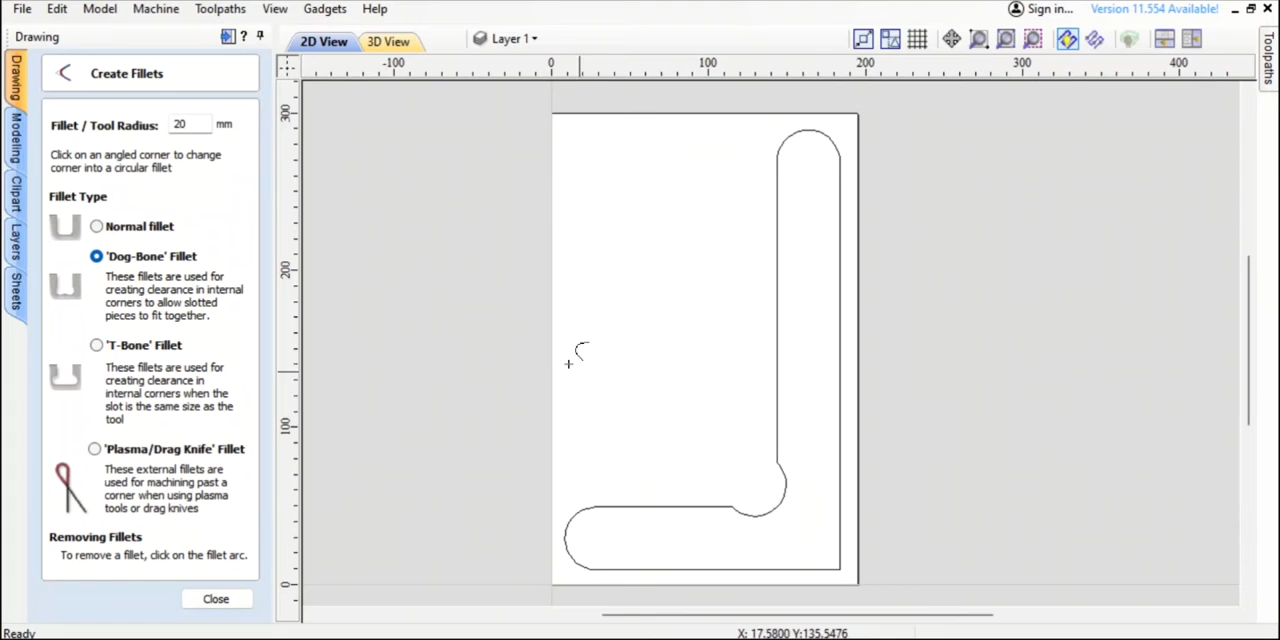 File Edit Model Machine Toolpaths View Gadgets Help Sign in... Version 11.554 Available!
Drawing ?
2D View 3D View Layer 1
Create Fillets
Fillet / Tool Radius: 20 mm
Click on an angled corner to change
corner into a circular fillet
Fillet Type
Normal fillet
'Dog-Bone' Fillet
These fillets are used for
creating clearance in internal
corners to allow slotted
pieces to fit together.
'T-Bone' Fillet
These fillets are used for
creating clearance in
internal corners when the
slot is the same size as the
tool
'Plasma/Drag Knife' Fillet
These external fillets are
used for machining past a
corner when using plasma
tools or drag knives
Removing Fillets
To remove a fillet, click on the fillet arc.
Close
Drawing
Modeling
Clipart
Layers
Sheets
-100 0 100 200 300 400
300
200
100
0
Toolpaths
Ready X: 17.5800 Y:135.5476